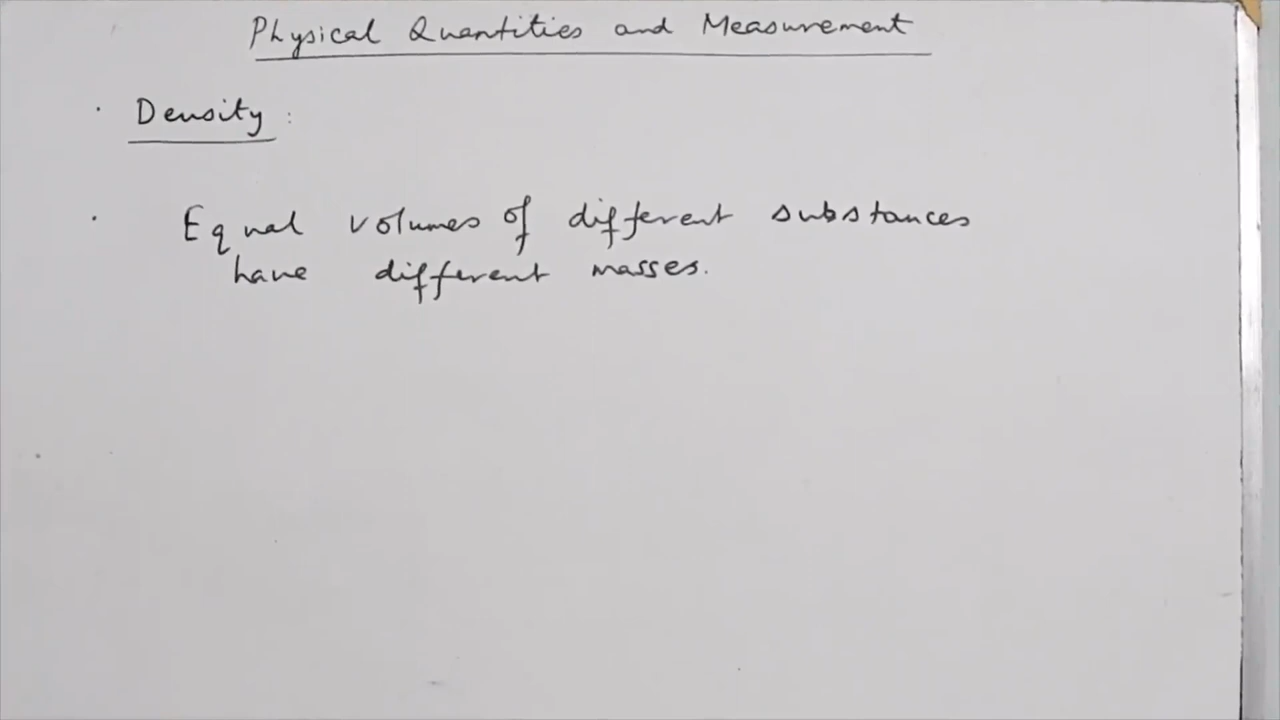 Physical Quantities and Measurement
· Density :
· Equal volumes of different substances
have different masses.